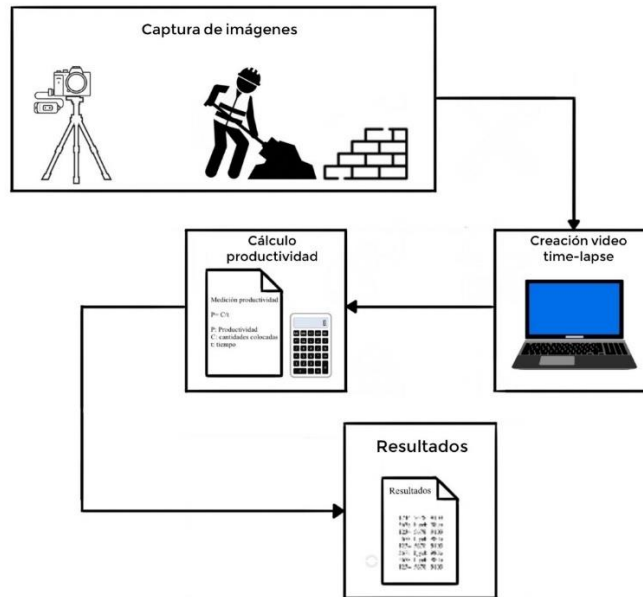 Captura de imágenes
Creación video
time-lapse
Cálculo
productividad
Medición productividad
P= C/t
P: Productividad
C: cantidades colocadas
t: tiempo
Resultados
Resultados